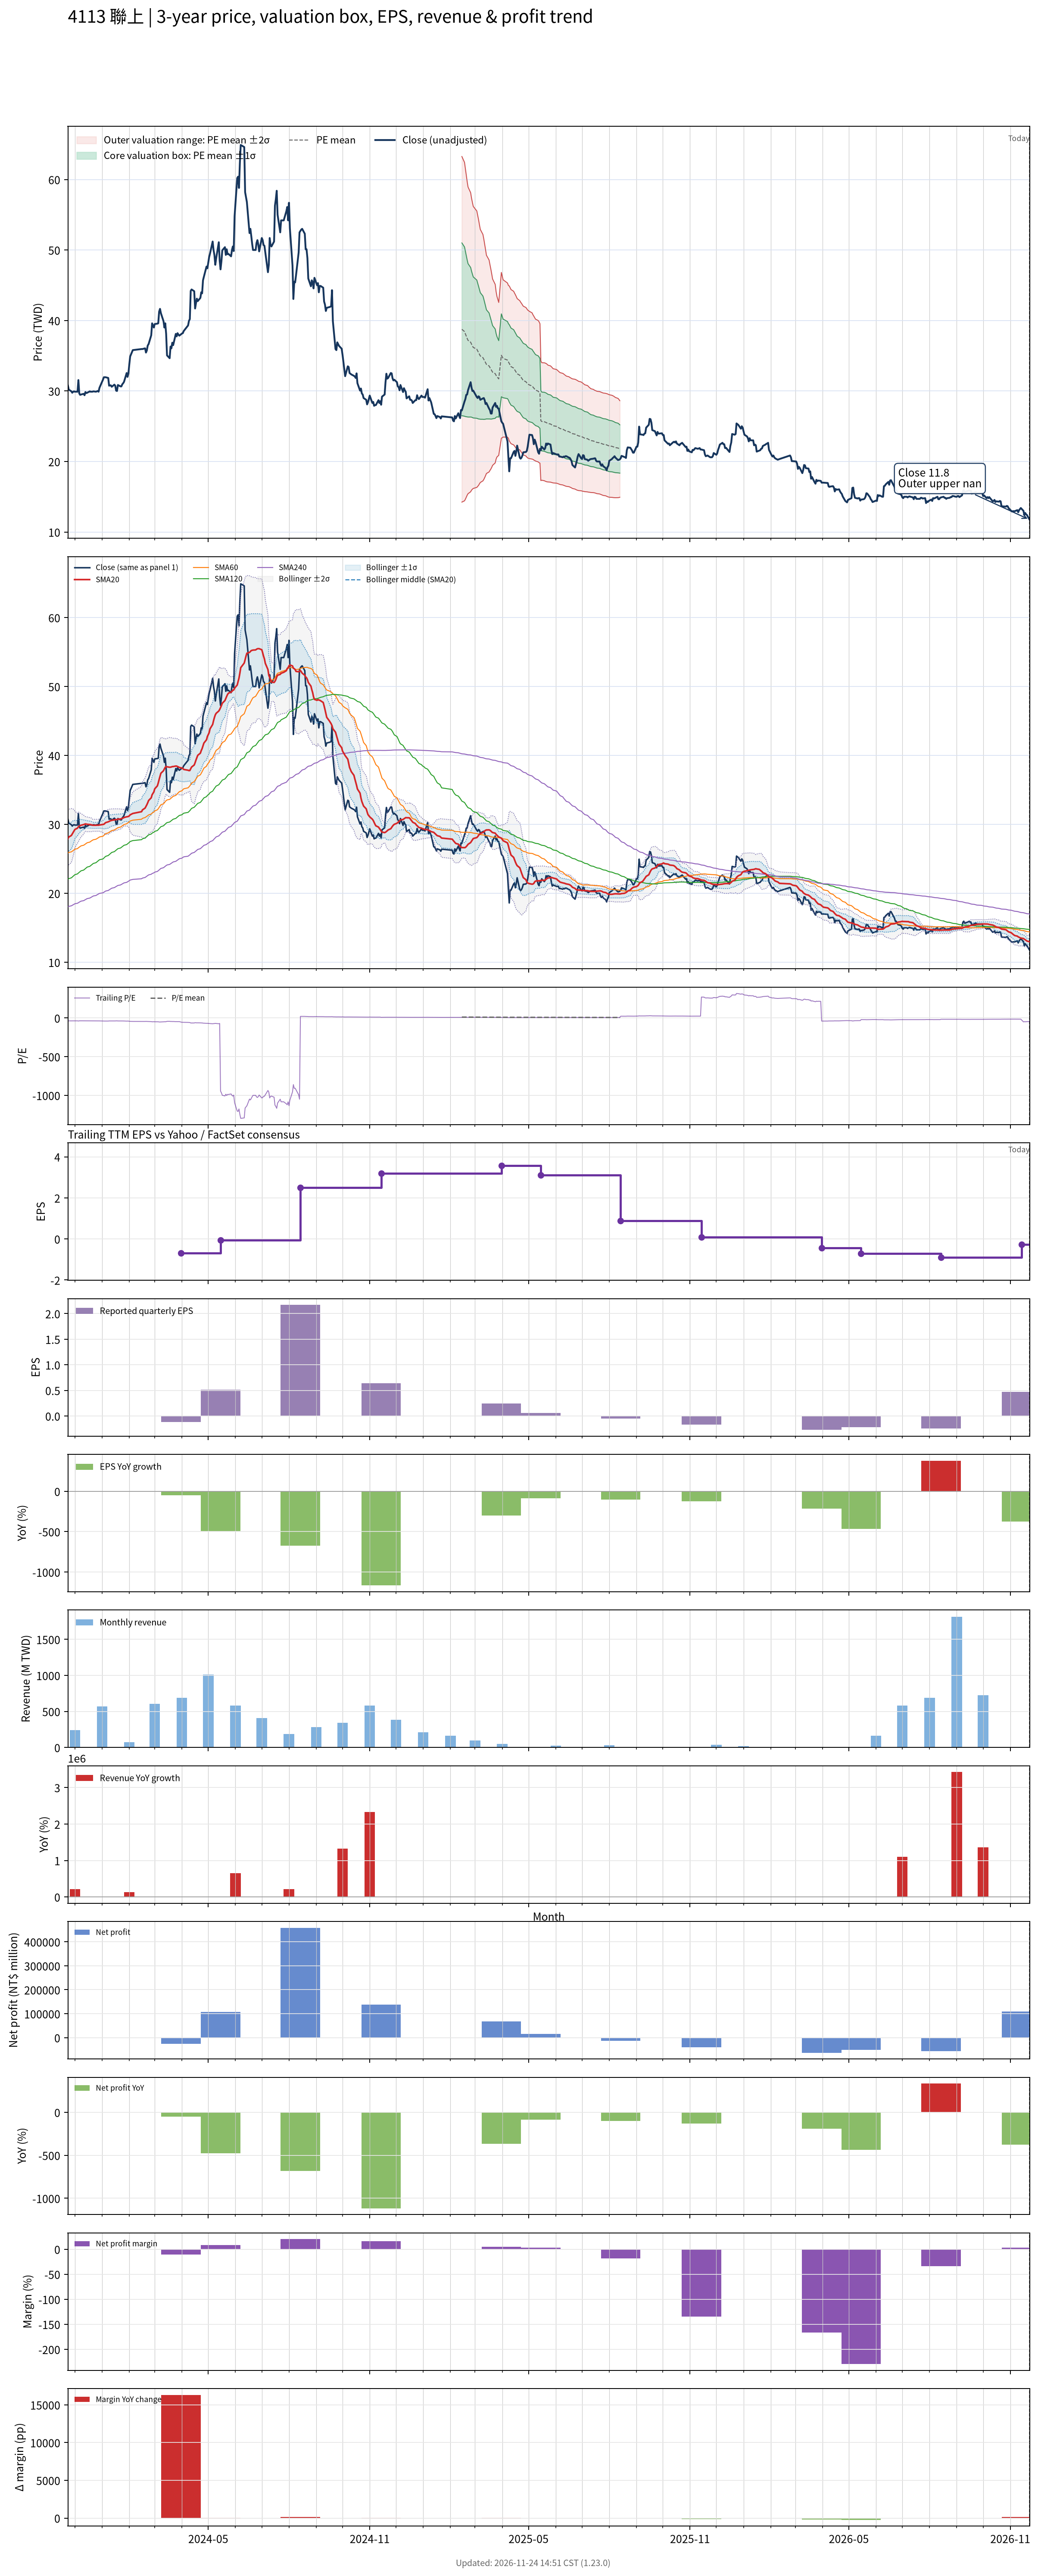 4113 聯上 | 3-year price, valuation box, EPS, revenue & profit trend
Outer valuation range: PE mean ±2σ
PE mean
Close (unadjusted)
Core valuation box: PE mean ±1σ
Today
Price (TWD)
60
50
40
30
20
10
Close 11.8
Outer upper nan
Close (same as panel 1)
SMA20
SMA60
SMA120
SMA240
Bollinger ±2σ
Bollinger ±1σ
Bollinger middle (SMA20)
Price
60
50
40
30
20
10
Trailing P/E
P/E mean
P/E
0
-500
-1000
Trailing TTM EPS vs Yahoo / FactSet consensus
Today
EPS
4
2
0
-2
Reported quarterly EPS
EPS
2.0
1.5
1.0
0.5
0.0
EPS YoY growth
YoY (%)
0
-500
-1000
Monthly revenue
Revenue (M TWD)
1500
1000
500
0
1e6
Revenue YoY growth
YoY (%)
3
2
1
0
Month
Net profit
Net profit (NT$ million)
400000
300000
200000
100000
0
Net profit YoY
YoY (%)
0
-500
-1000
Net profit margin
Margin (%)
0
-50
-100
-150
-200
Margin YoY change
Δ margin (pp)
15000
10000
5000
0
2024-05
2024-11
2025-05
2025-11
2026-05
2026-11
Updated: 2026-11-24 14:51 CST (1.23.0)